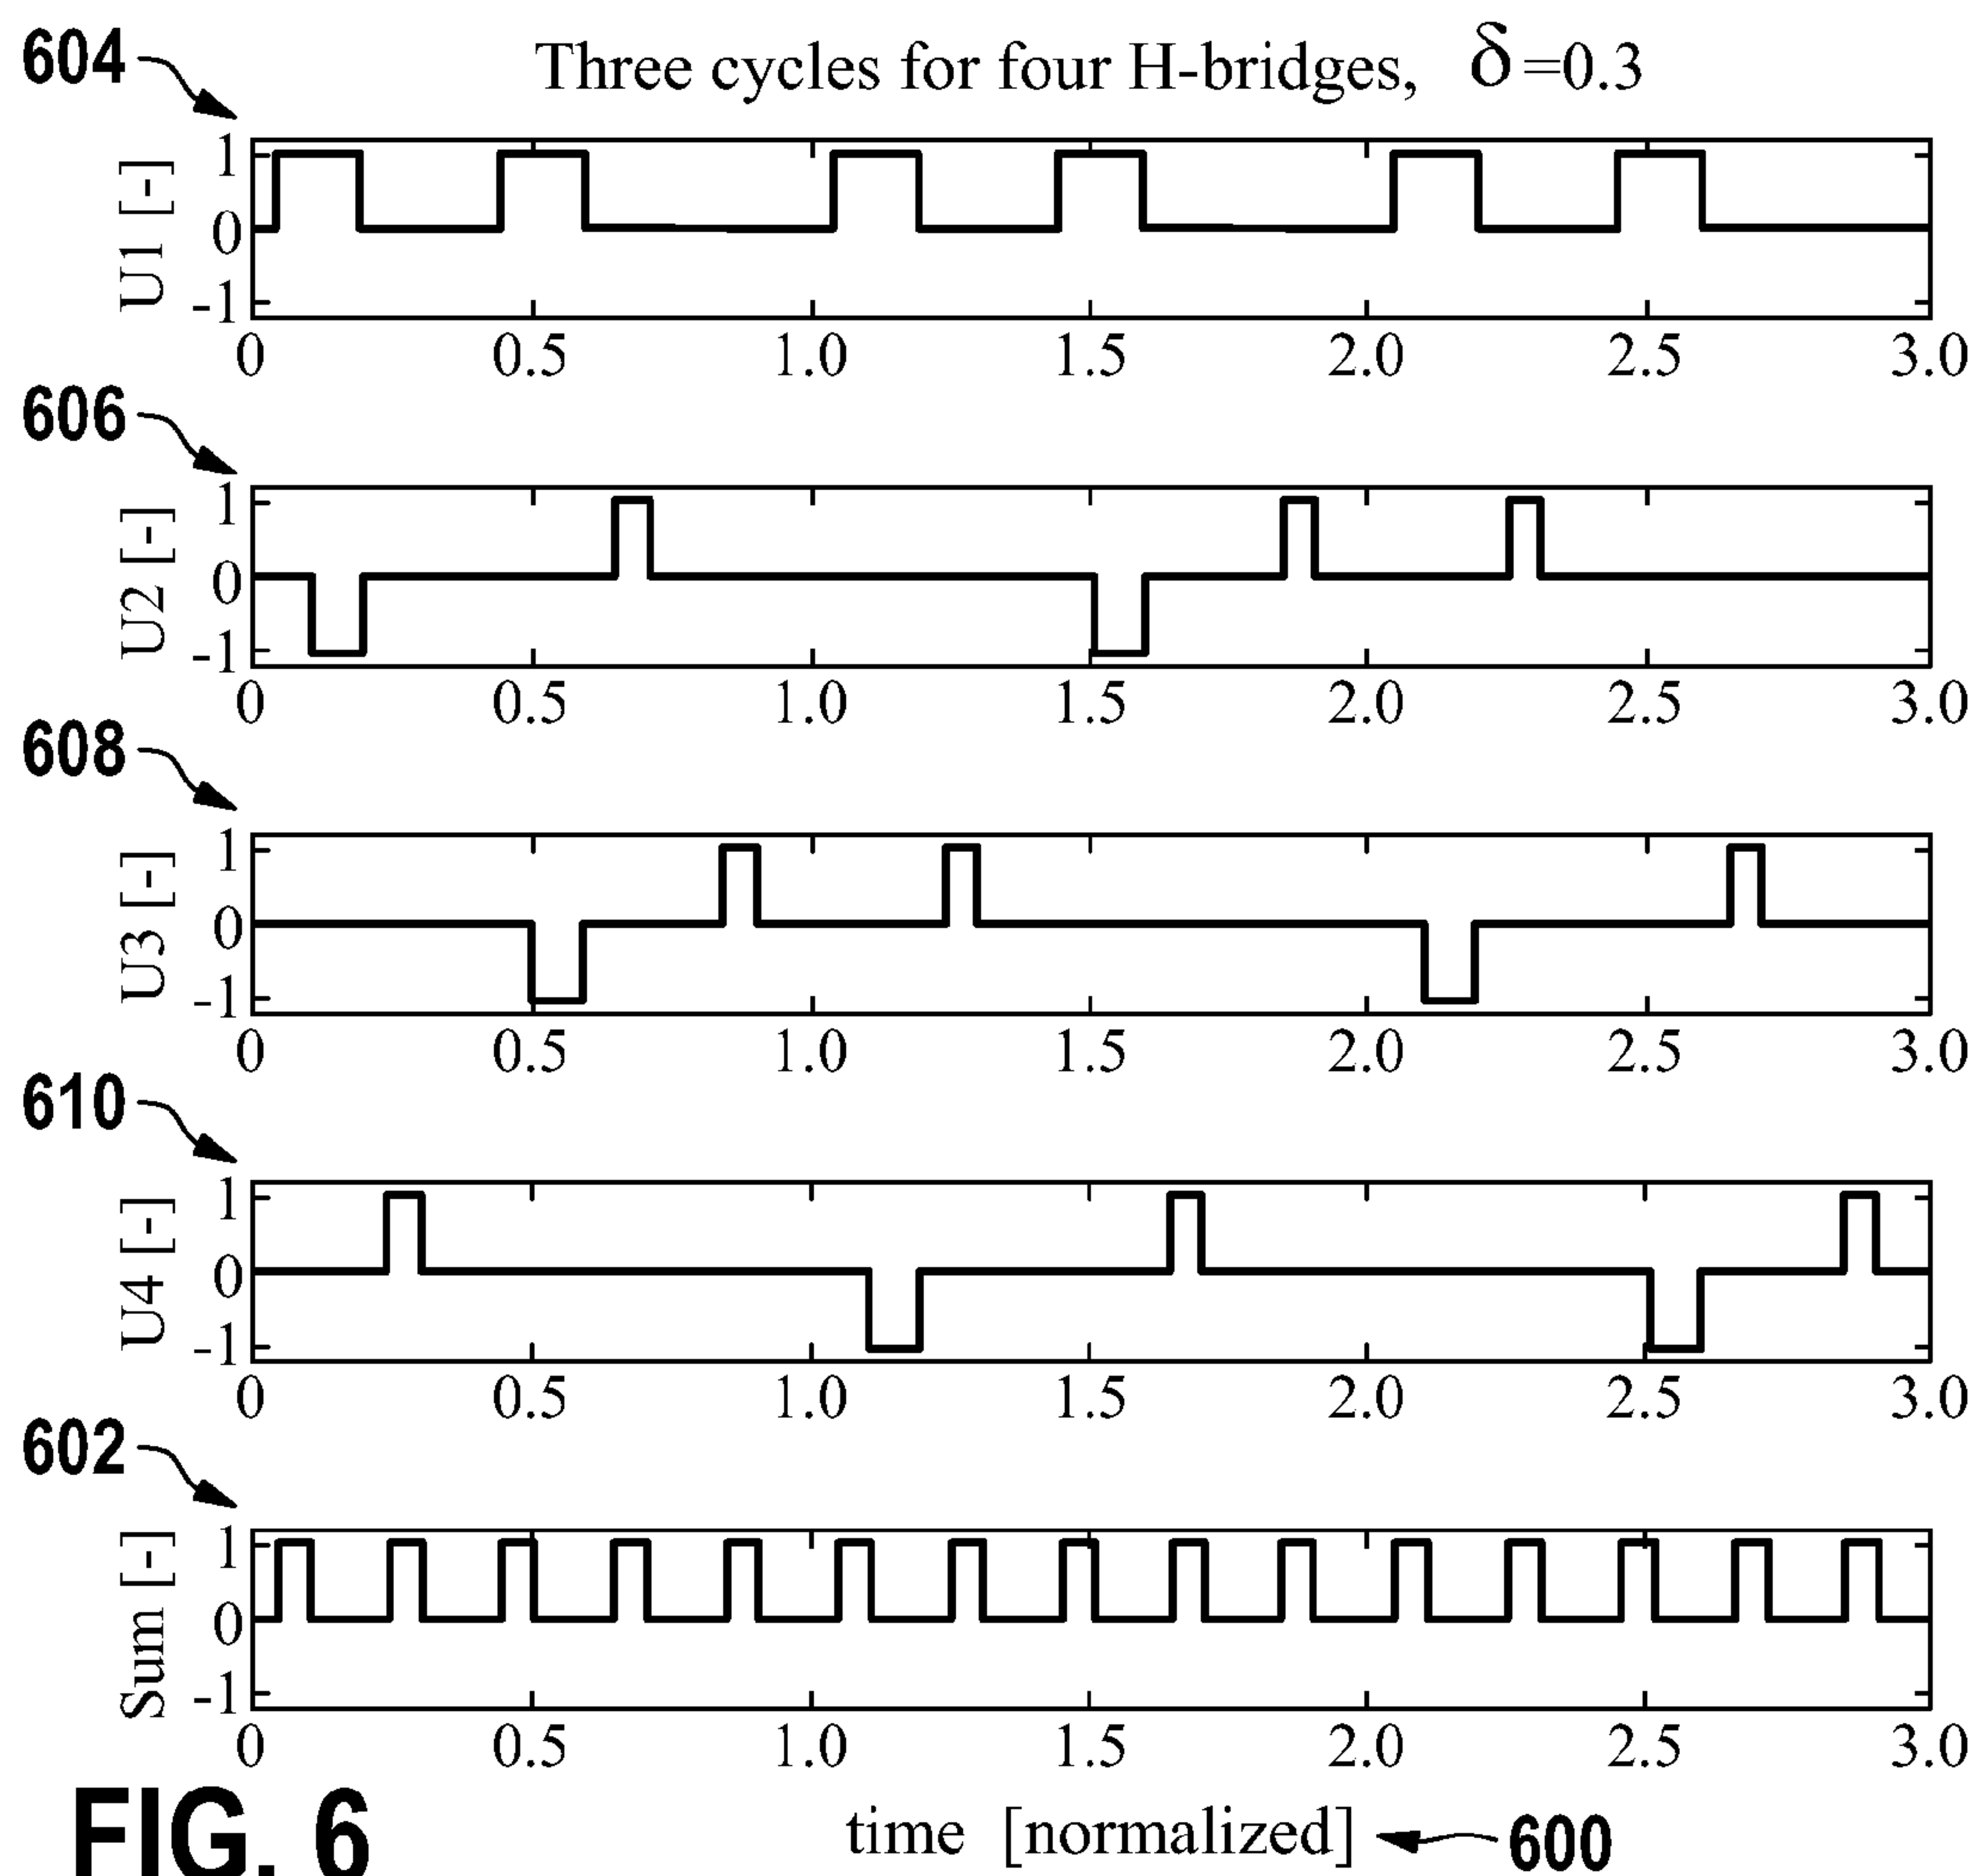 604
Three cycles for four H-bridges, δ=0.3
U1 [-]
1
0
-1
0 0.5 1.0 1.5 2.0 2.5 3.0
606
U2 [-]
1
0
-1
0 0.5 1.0 1.5 2.0 2.5 3.0
608
U3 [-]
1
0
-1
0 0.5 1.0 1.5 2.0 2.5 3.0
610
U4 [-]
1
0
-1
0 0.5 1.0 1.5 2.0 2.5 3.0
602
Sum [-]
1
0
-1
0 0.5 1.0 1.5 2.0 2.5 3.0
time [normalized] 600
FIG. 6